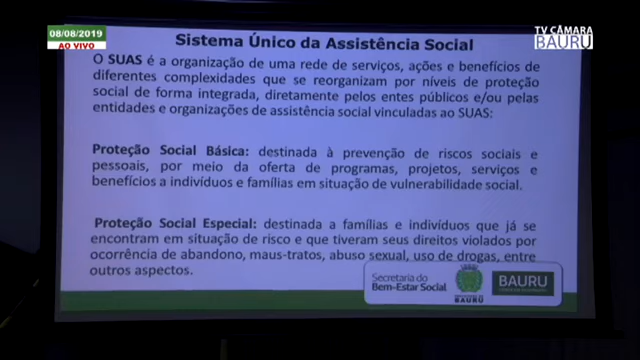 08/08/2019
AO VIVO
TV CÂMARA
BAURU
Sistema Único da Assistência Social
O SUAS é a organização de uma rede de serviços, ações e benefícios de
diferentes complexidades que se reorganizam por níveis de proteção
social de forma integrada, diretamente pelos entes públicos e/ou pelas
entidades e organizações de assistência social vinculadas ao SUAS:
Proteção Social Básica: destinada à prevenção de riscos sociais e
pessoais, por meio da oferta de programas, projetos, serviços e
benefícios a indivíduos e famílias em situação de vulnerabilidade social.
Proteção Social Especial: destinada a famílias e indivíduos que já se
encontram em situação de risco e que tiveram seus direitos violados por
ocorrência de abandono, maus-tratos, abuso sexual, uso de drogas, entre
outros aspectos.
Secretaria do
Bem-Estar Social
BAURU
BAURU